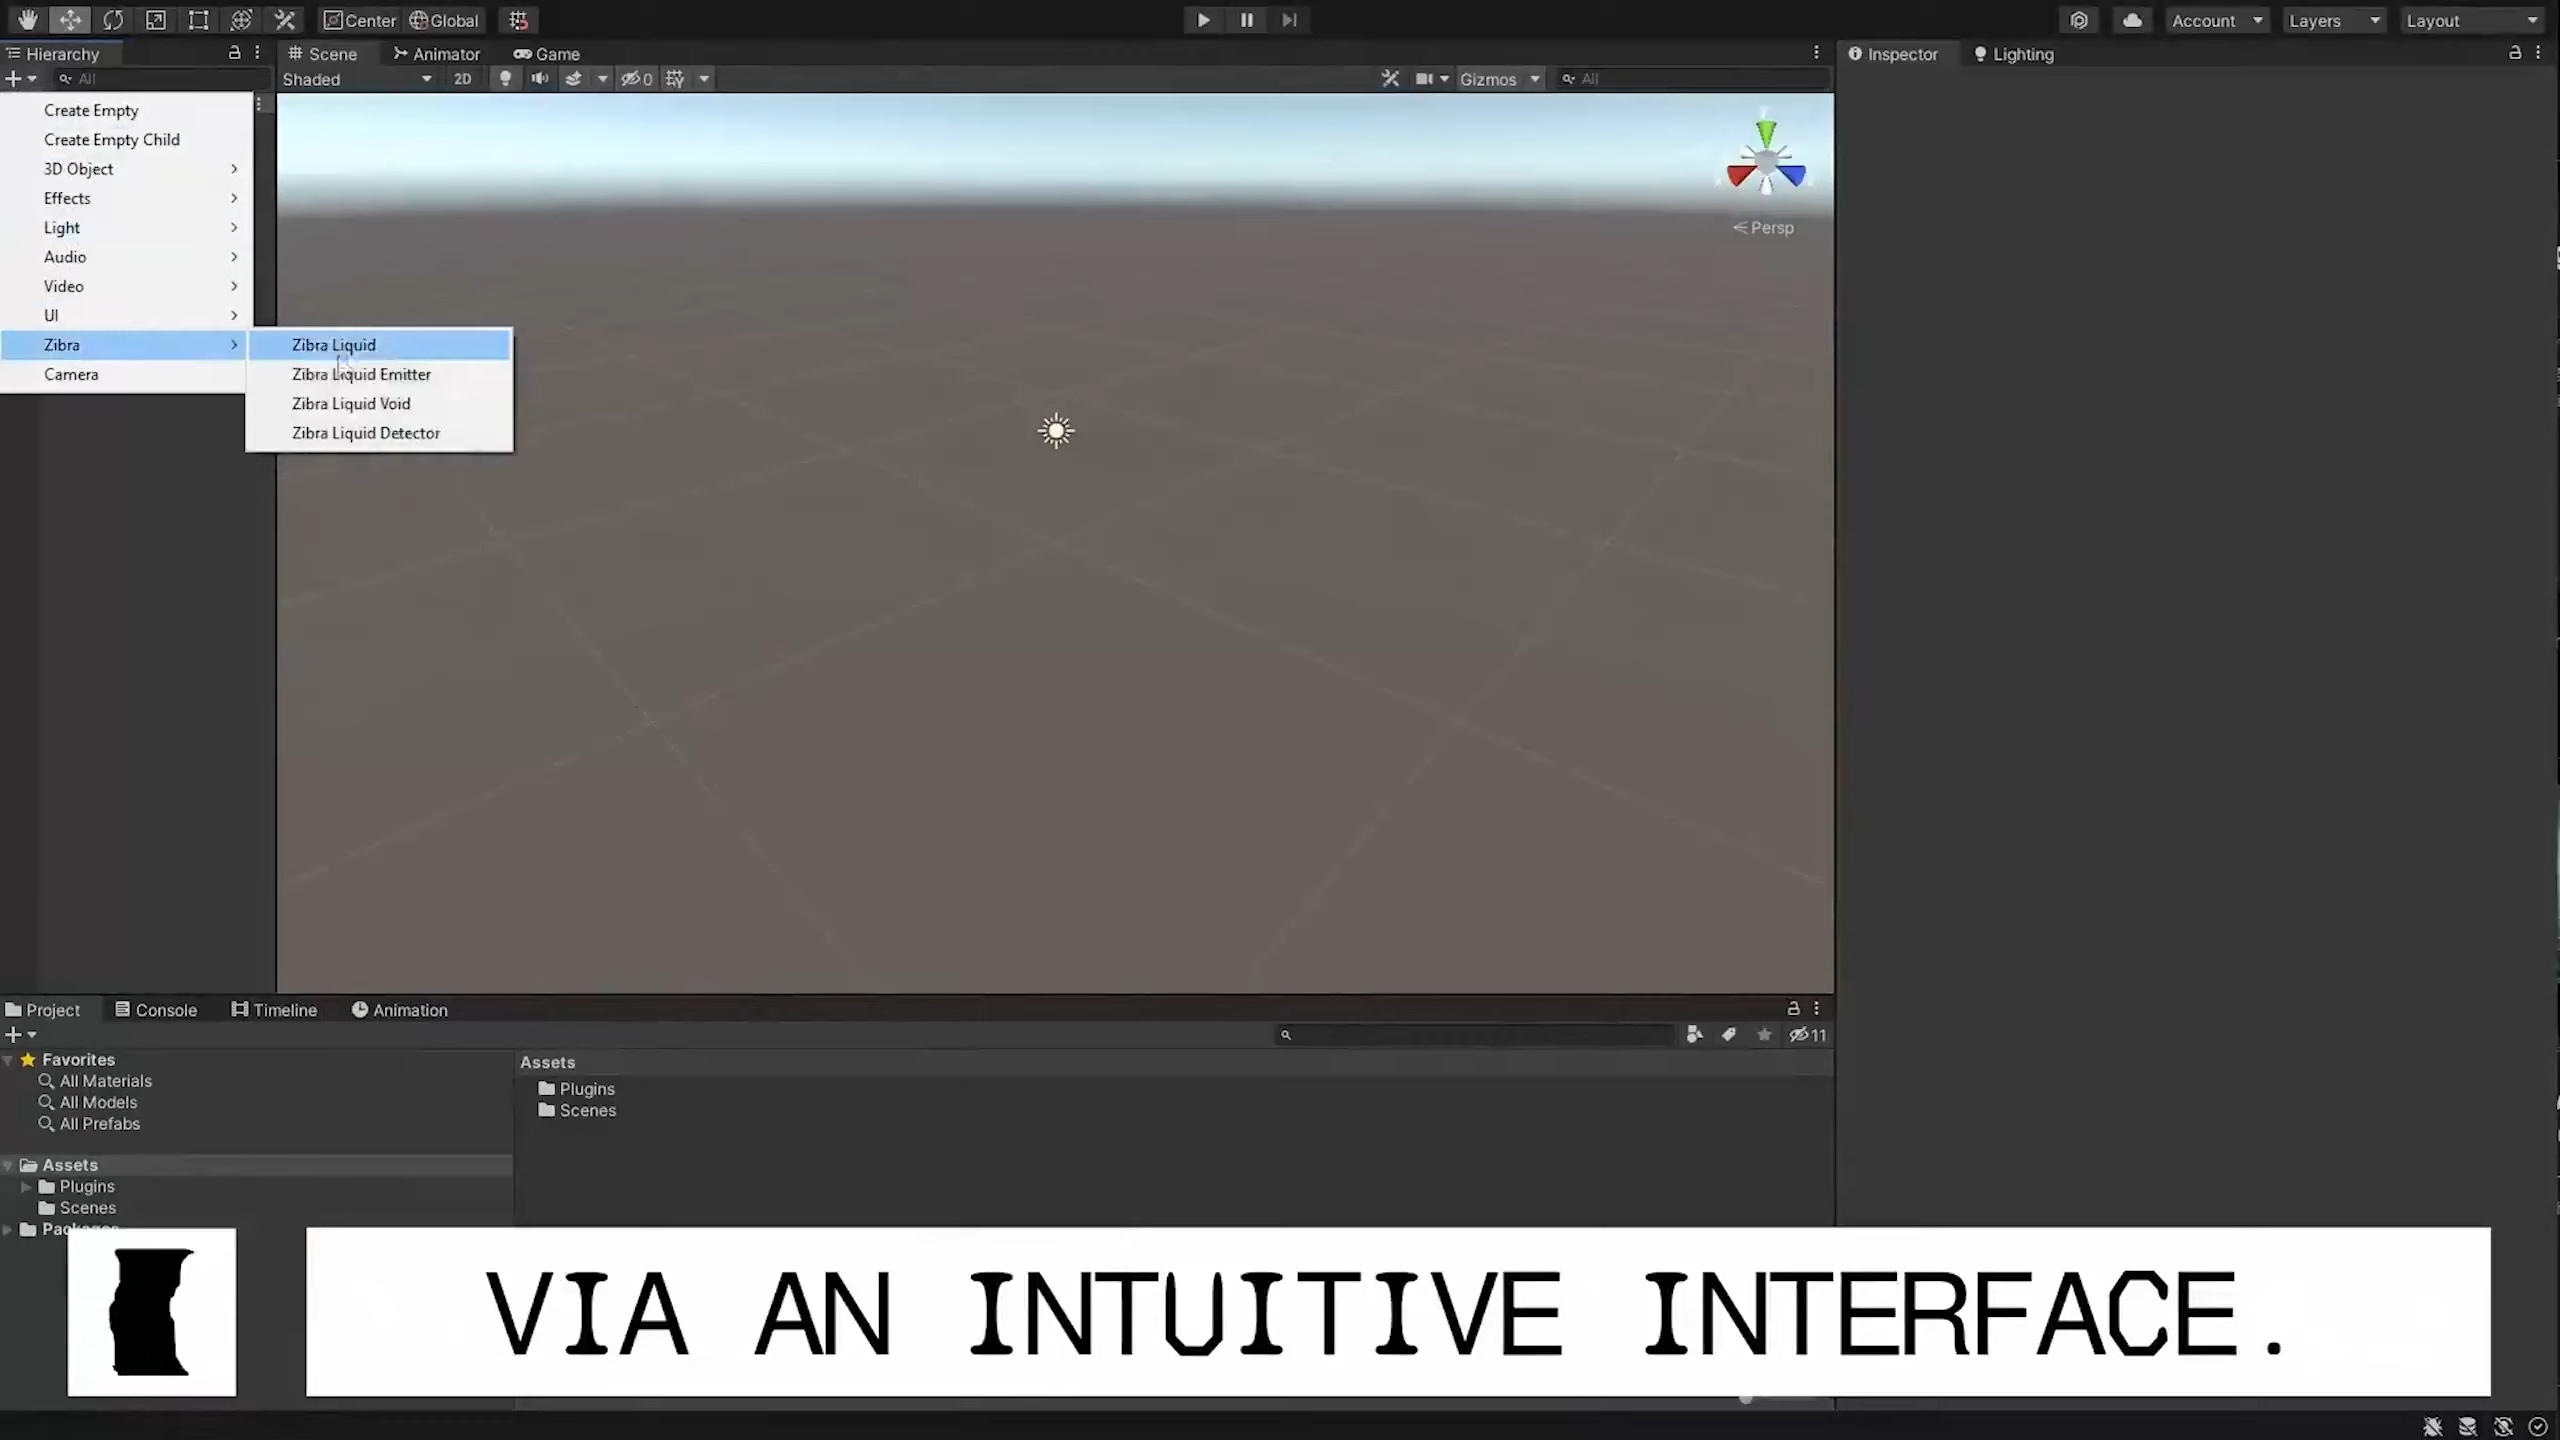 Center
Global
Account
Layers
Layout
Hierarchy
Scene
Animator
Game
Inspector
Lighting
All
Shaded
2D
0
Gizmos
All
Create Empty
Create Empty Child
3D Object
Effects
Light
Audio
Video
UI
Zibra
Camera
Zibra Liquid
Zibra Liquid Emitter
Zibra Liquid Void
Zibra Liquid Detector
Persp
Project
Console
Timeline
Animation
11
Favorites
All Materials
All Models
All Prefabs
Assets
Plugins
Scenes
Assets
Plugins
Scenes
VIA AN INTUITIVE INTERFACE.